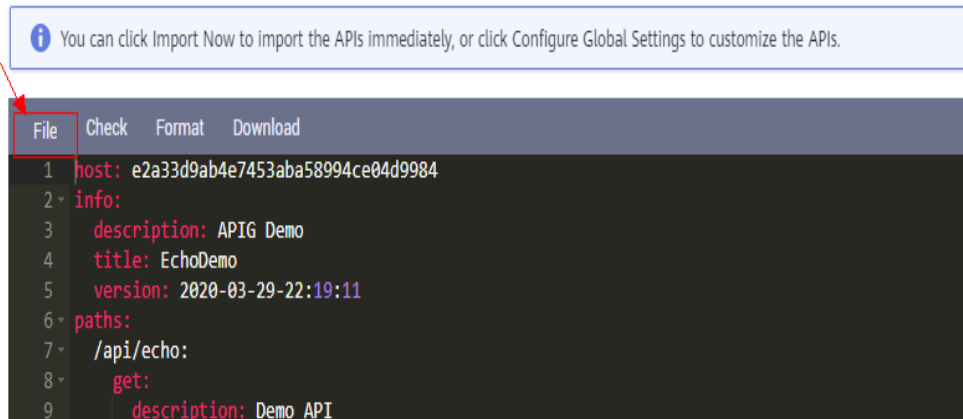 You can click Import Now to import the APIs immediately, or click Configure Global Settings to customize the APIs.
File Check Format Download
1 host: e2a33d9ab4e7453aba58994ce04d9984
2 info:
3 description: APIG Demo
4 title: EchoDemo
5 version: 2020-03-29-22:19:11
6 paths:
7 /api/echo:
8 get:
9 description: Demo API